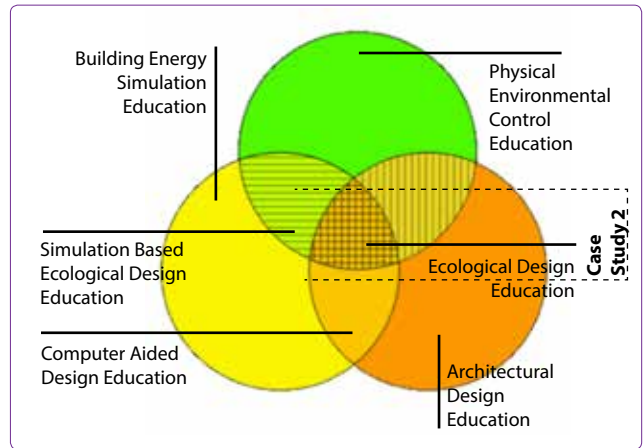 Building Energy
Simulation
Education
Physical
Environmental
Control
Education
Simulation Based
Ecological Design
Education
Ecological Design
Education
Case
Study 2
Computer Aided
Design Education
Architectural
Design
Education